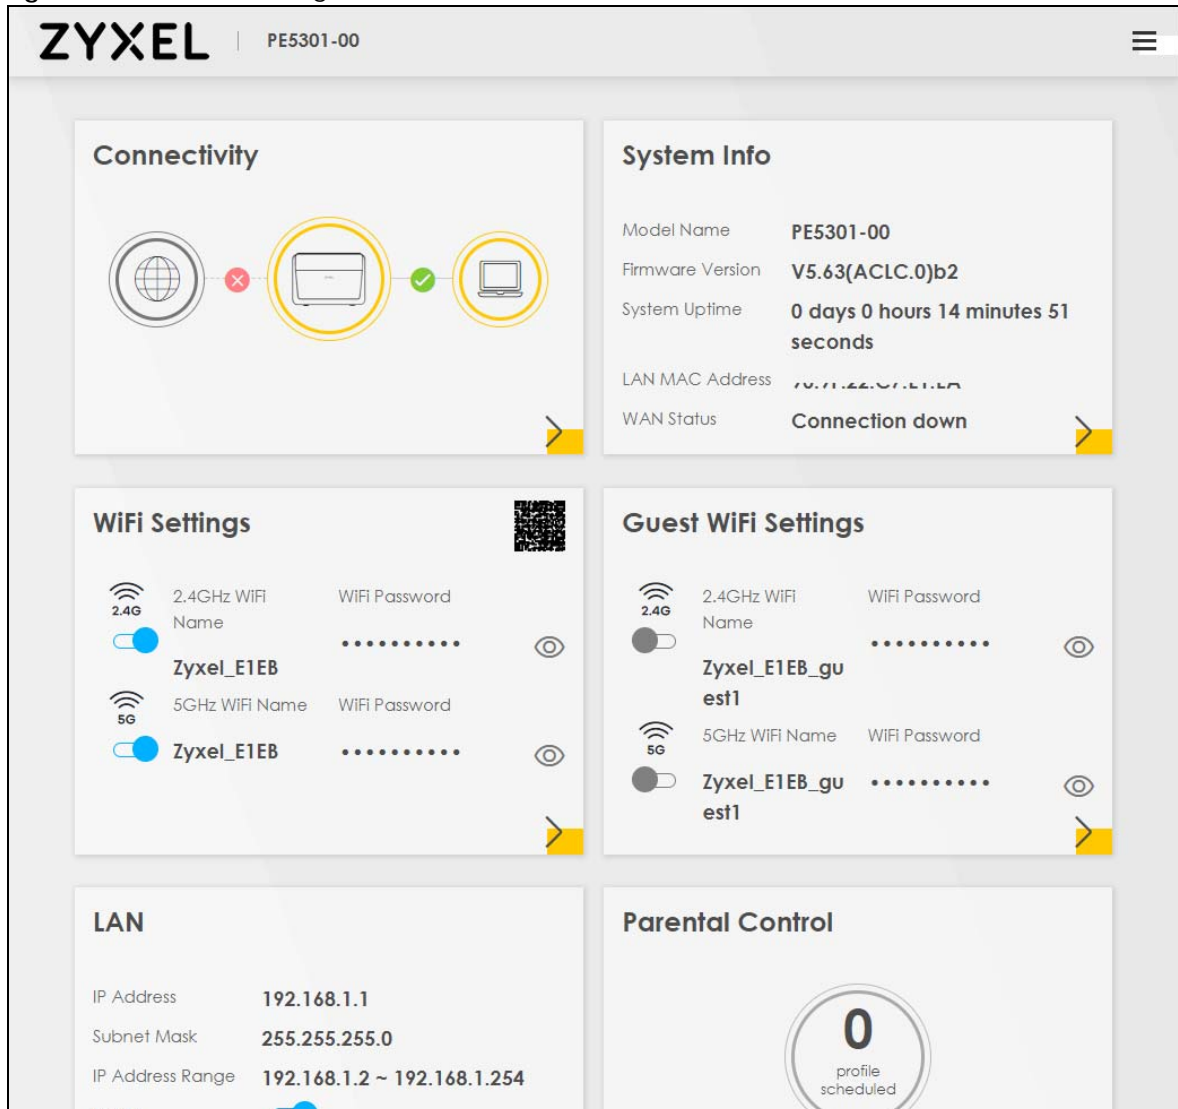 ZYXEL PE5301-00
Connectivity
System Info
Model Name PE5301-00
Firmware Version V5.63(ACLC.0)b2
System Uptime 0 days 0 hours 14 minutes 51
seconds
LAN MAC Address
WAN Status Connection down
WiFi Settings
2.4G 2.4GHz WiFi WiFi Password
Name
••••••••••
Zyxel_E1EB
5G 5GHz WiFi Name WiFi Password
Zyxel_E1EB ••••••••••
Guest WiFi Settings
2.4G 2.4GHz WiFi WiFi Password
Name
••••••••••
Zyxel_E1EB_gu
est1
5G 5GHz WiFi Name WiFi Password
Zyxel_E1EB_gu ••••••••••
est1
LAN
IP Address 192.168.1.1
Subnet Mask 255.255.255.0
IP Address Range 192.168.1.2 ~ 192.168.1.254
Parental Control
0
profile
scheduled